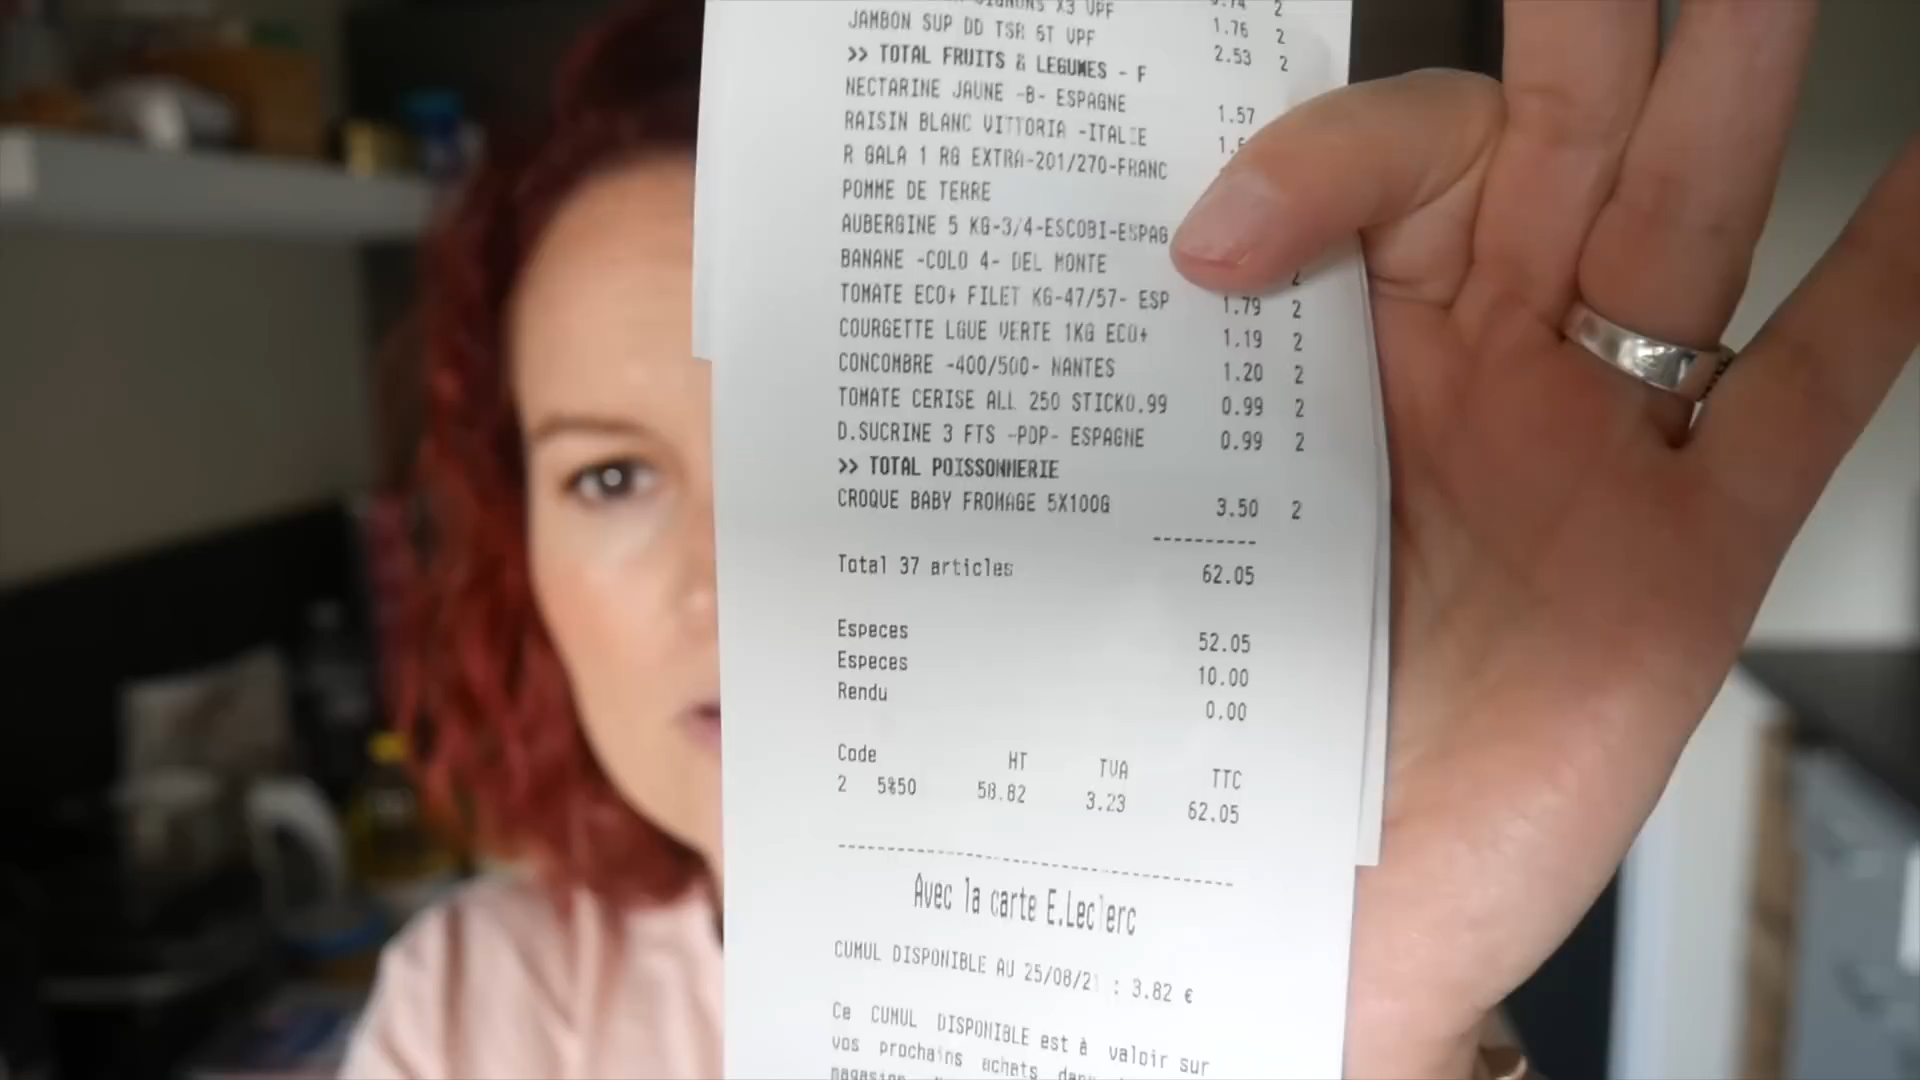 X3 UPF
JAMBON SUP DD TSR 6T VPF 1.76 2
>> TOTAL FRUITS & LEGUMES - F 2.53 2
NECTARINE JAUNE -B- ESPAGNE 1.57
RAISIN BLANC VITTORIA -ITALIE
R GALA 1 RG EXTRA-201/270-FRANC
POMME DE TERRE
AUBERGINE 5 KG-3/4-ESCOBI-ESPAG
BANANE -COLO 4- DEL MONTE 2
TOMATE ECO+ FILET KG-47/57- ESP 1.79 2
COURGETTE LGUE VERTE 1KG ECO+ 1.19 2
CONCOMBRE -400/500- NANTES 1.20 2
TOMATE CERISE ALL 250 STICK0.99 0.99 2
D.SUCRINE 3 FTS -PDP- ESPAGNE 0.99 2
>> TOTAL POISSONNERIE
CROQUE BABY FROMAGE 5X100G 3.50 2
----------
Total 37 articles 62.05
Especes 52.05
Especes 10.00
Rendu 0.00
Code HT TVA TTC
2 5%50 58.82 3.23 62.05
Avec la carte E.Leclerc
CUMUL DISPONIBLE AU 25/08/2 : 3.82 €
Ce CUMUL DISPONIBLE est à valoir sur
vos prochains achats
magasin